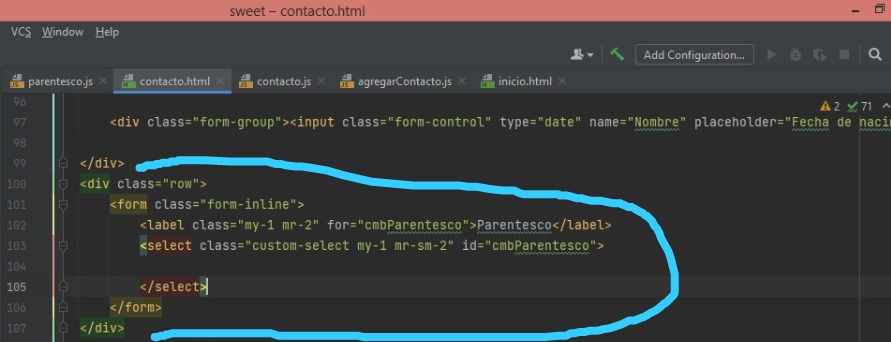 sweet – contacto.html
VCS Window Help
Add Configuration...
parentesco.js contacto.html contacto.js agregarContacto.js inicio.html
96
2 71
97 <div class="form-group"><input class="form-control" type="date" name="Nombre" placeholder="Fecha de naci
98
99 </div>
100 <div class="row">
101 <form class="form-inline">
102 <label class="my-1 mr-2" for="cmbParentesco">Parentesco</label>
103 <select class="custom-select my-1 mr-sm-2" id="cmbParentesco">
104
105 </select>
106 </form>
107 </div>